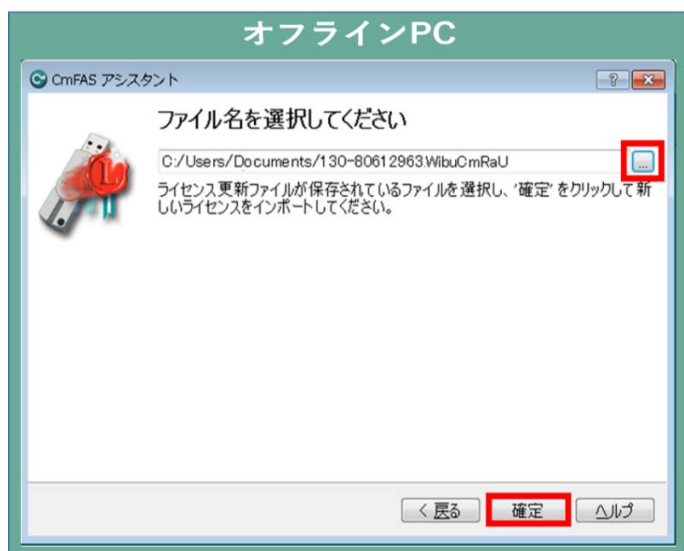 オフラインPC
CmFAS アシスタント
ファイル名を選択してください
C:/Users/Documents/130-80612963.WibuCmRaU
...
ライセンス更新ファイルが保存されているファイルを選択し、'確定' をクリックして新
しいライセンスをインポートしてください。
L
< 戻る 確定 ヘルプ